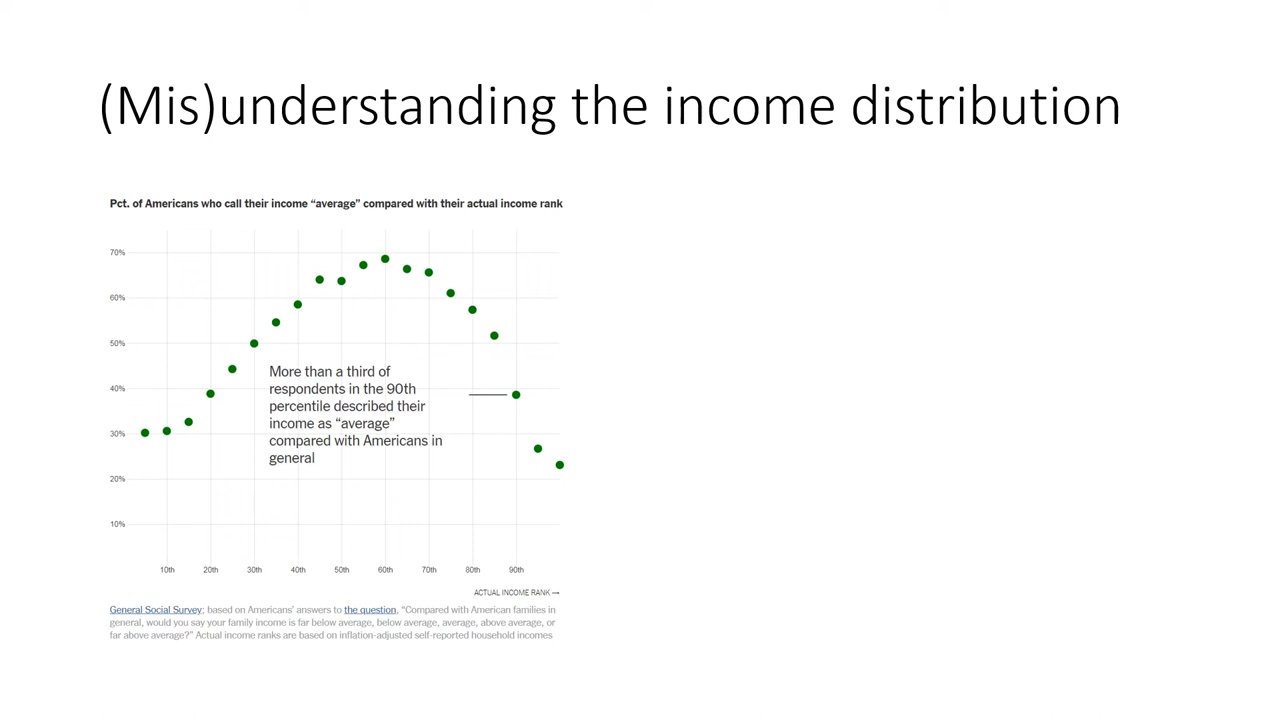 (Mis)understanding the income distribution
Pct. of Americans who call their income “average” compared with their actual income rank
70%
60%
50%
40%
30%
20%
10%
More than a third of
respondents in the 90th
percentile described their
income as “average”
compared with Americans in
general
10th 20th 30th 40th 50th 60th 70th 80th 90th
ACTUAL INCOME RANK →
General Social Survey; based on Americans’ answers to the question, “Compared with American families in
general, would you say your family income is far below average, below average, average, above average, or
far above average?” Actual income ranks are based on inflation-adjusted self-reported household incomes